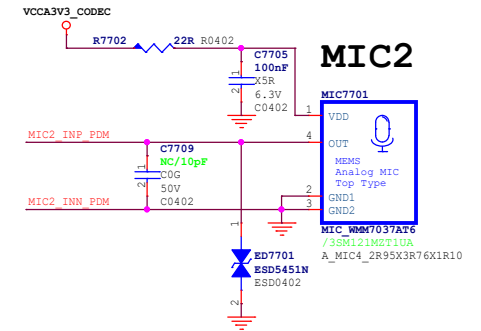 VCCA3V3_CODEC
R7702 22R R0402
MIC2
C7705
100nF
X5R
6.3V
C0402
1 2
MIC7701
1 VDD
MIC2_INP_PDM
4 OUT
C7709
NC/10pF
C0G
50V
C0402
1 2
MEMS
Analog MIC
Top Type
MIC2_INN_PDM
2 GND1
3 GND2
MIC_WMM7037AT6
/3SM121MZT1UA
A_MIC4_2R95X3R76X1R10
1
ED7701
ESD5451N
ESD0402
2